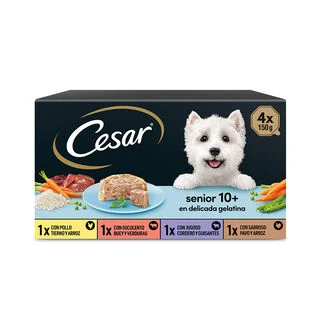 Cesar
4x
150g
senior 10+
en delicada gelatina
1x CON POLLO
TIERNO Y ARROZ
1x CON SUCULENTO
BUEY Y VERDURAS
1x CON JUGOSO
CORDERO Y GUISANTES
1x CON SABROSO
PAVO Y ARROZ